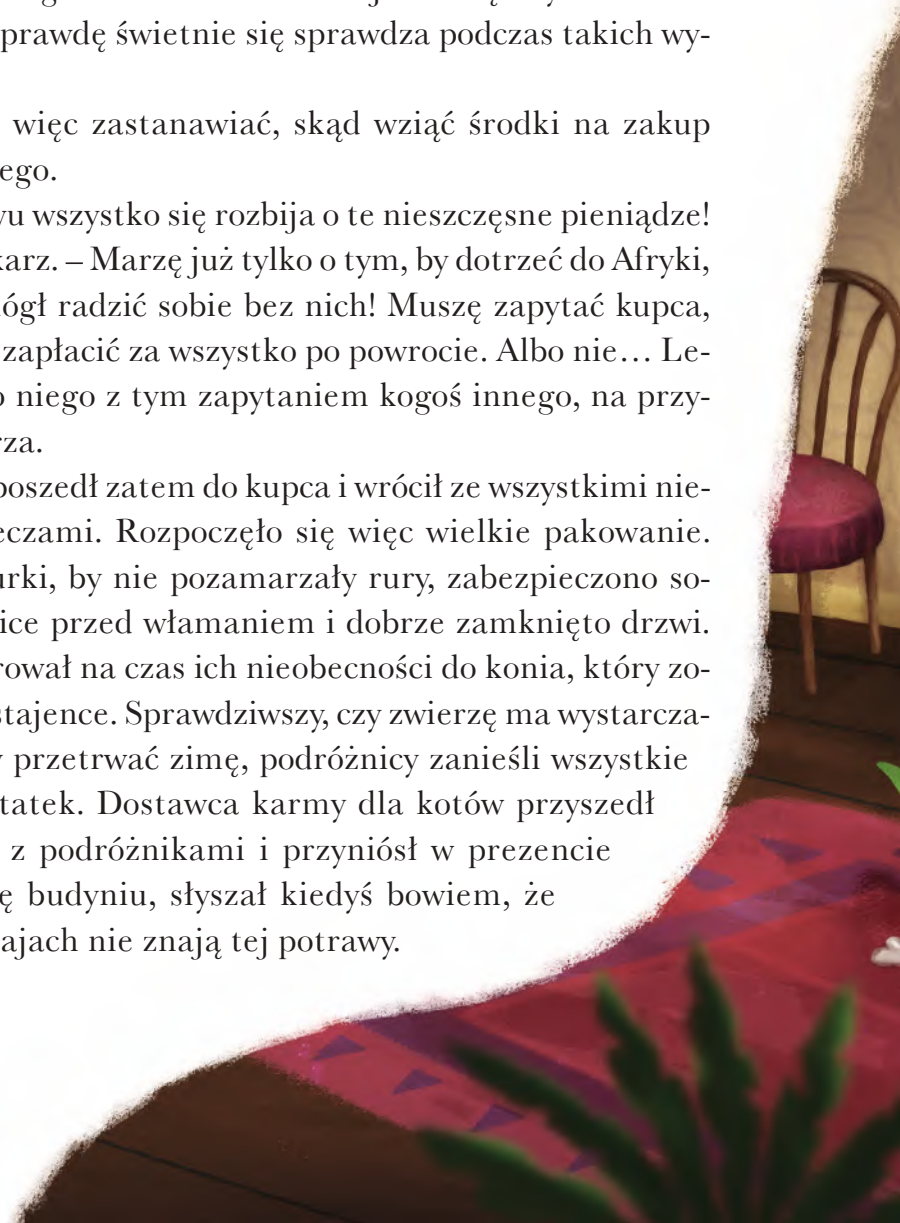 prawdę świetnie się sprawdza podczas takich wy-
więc zastanawiać, skąd wziąć środki na zakup
ego.
wu wszystko się rozbija o te nieszczęsne pieniądze!
karz. – Marzę już tylko o tym, by dotrzeć do Afryki,
ógł radzić sobie bez nich! Muszę zapytać kupca,
zapłacić za wszystko po powrocie. Albo nie… Le-
o niego z tym zapytaniem kogoś innego, na przy-
rza.
poszedł zatem do kupca i wrócił ze wszystkimi nie-
eczami. Rozpoczęło się więc wielkie pakowanie.
urki, by nie pozamarzały rury, zabezpieczono so-
ice przed włamaniem i dobrze zamknięto drzwi.
rował na czas ich nieobecności do konia, który zo-
stajence. Sprawdziwszy, czy zwierzę ma wystarcza-
y przetrwać zimę, podróżnicy zanieśli wszystkie
tatek. Dostawca karmy dla kotów przyszedł
z podróżnikami i przyniósł w prezencie
ę budyniu, słyszał kiedyś bowiem, że
ajach nie znają tej potrawy.